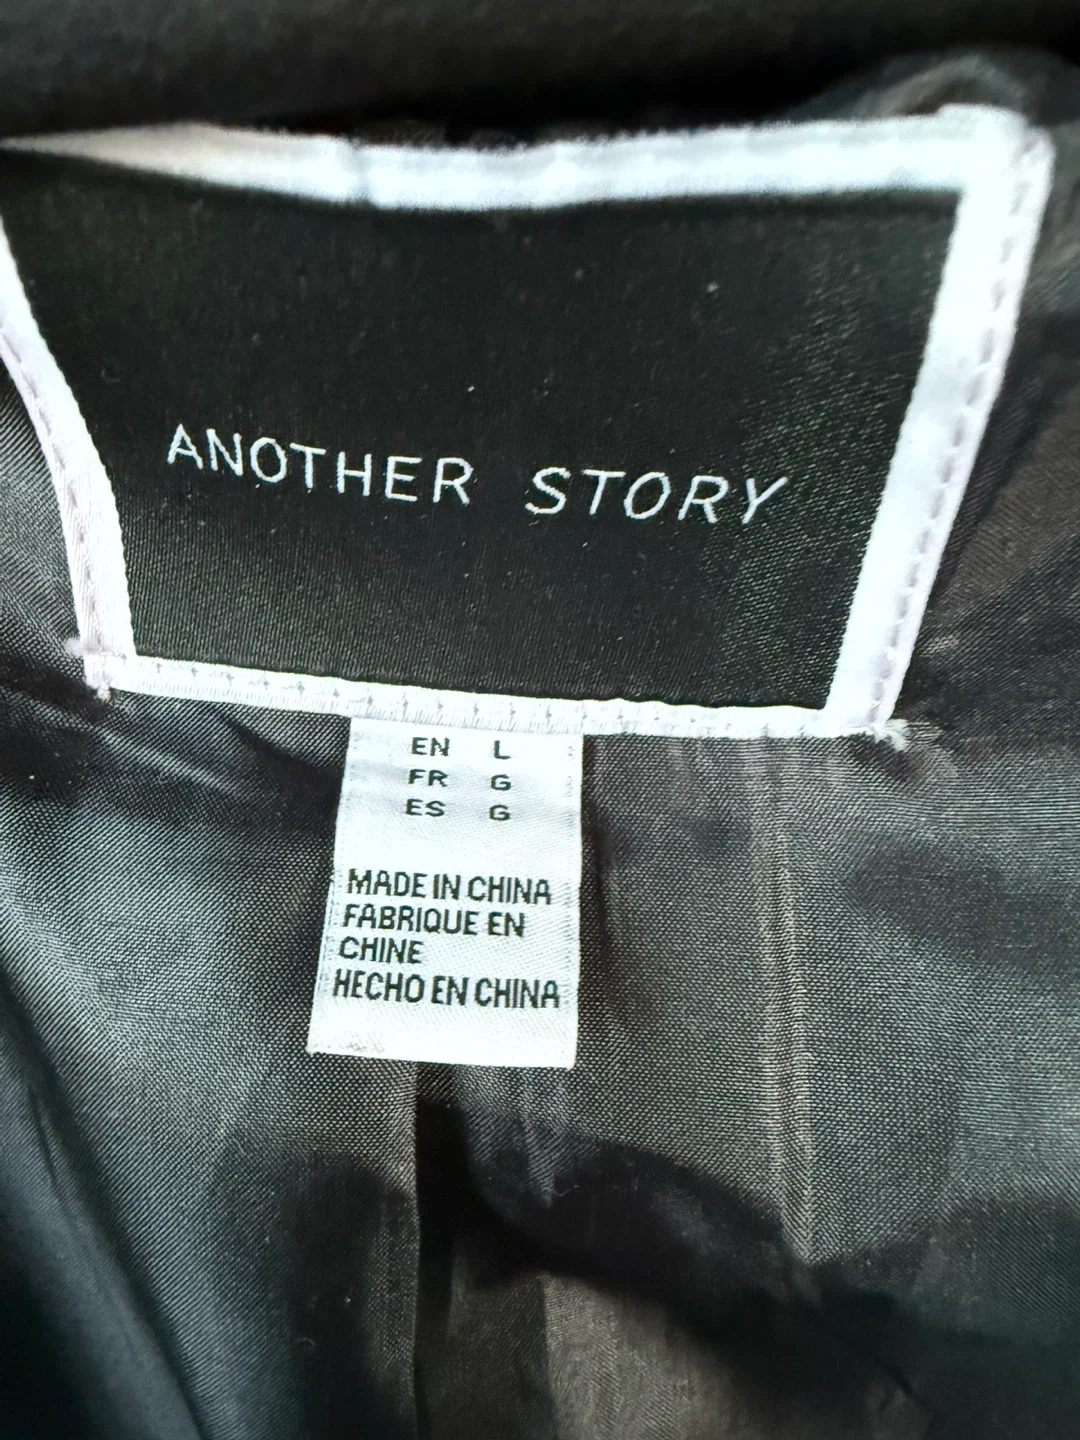 ANOTHER STORY
EN L
FR G
ES G
MADE IN CHINA
FABRIQUE EN
CHINE
HECHO EN CHINA